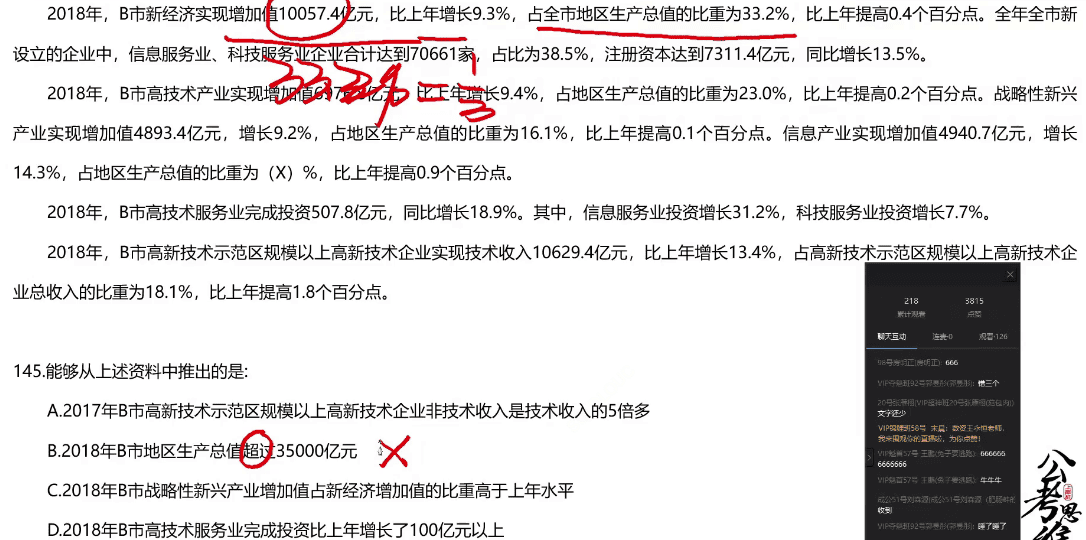 2018年，B市新经济实现增加值10057.4亿元，比上年增长9.3%，占全市地区生产总值的比重为33.2%，比上年提高0.4个百分点。全年全市新
设立的企业中，信息服务业、科技服务业企业合计达到70661家，占比为38.5%，注册资本达到7311.4亿元，同比增长13.5%。
33.2% = 1/3
2018年，B市高技术产业实现增加值 亿元，比上年增长9.4%，占地区生产总值的比重为23.0%，比上年提高0.2个百分点。战略性新兴
产业实现增加值4893.4亿元，增长9.2%，占地区生产总值的比重为16.1%，比上年提高0.1个百分点。信息产业实现增加值4940.7亿元，增长
14.3%，占地区生产总值的比重为（X）%，比上年提高0.9个百分点。
2018年，B市高技术服务业完成投资507.8亿元，同比增长18.9%。其中，信息服务业投资增长31.2%，科技服务业投资增长7.7%。
2018年，B市高新技术示范区规模以上高新技术企业实现技术收入10629.4亿元，比上年增长13.4%，占高新技术示范区规模以上高新技术企
业总收入的比重为18.1%，比上年提高1.8个百分点。
145.能够从上述资料中推出的是:
A.2017年B市高新技术示范区规模以上高新技术企业非技术收入是技术收入的5倍多
B.2018年B市地区生产总值超过35000亿元
C.2018年B市战略性新兴产业增加值占新经济增加值的比重高于上年水平
D.2018年B市高技术服务业完成投资比上年增长了100亿元以上
218 3815
累计观看 点赞
聊天互动 连麦·0 观看·126
666
错三个
文字还少
我来围观你的直播啦，为你点赞!
666666
6666666
牛牛牛
收到
睡了睡了
公考思维